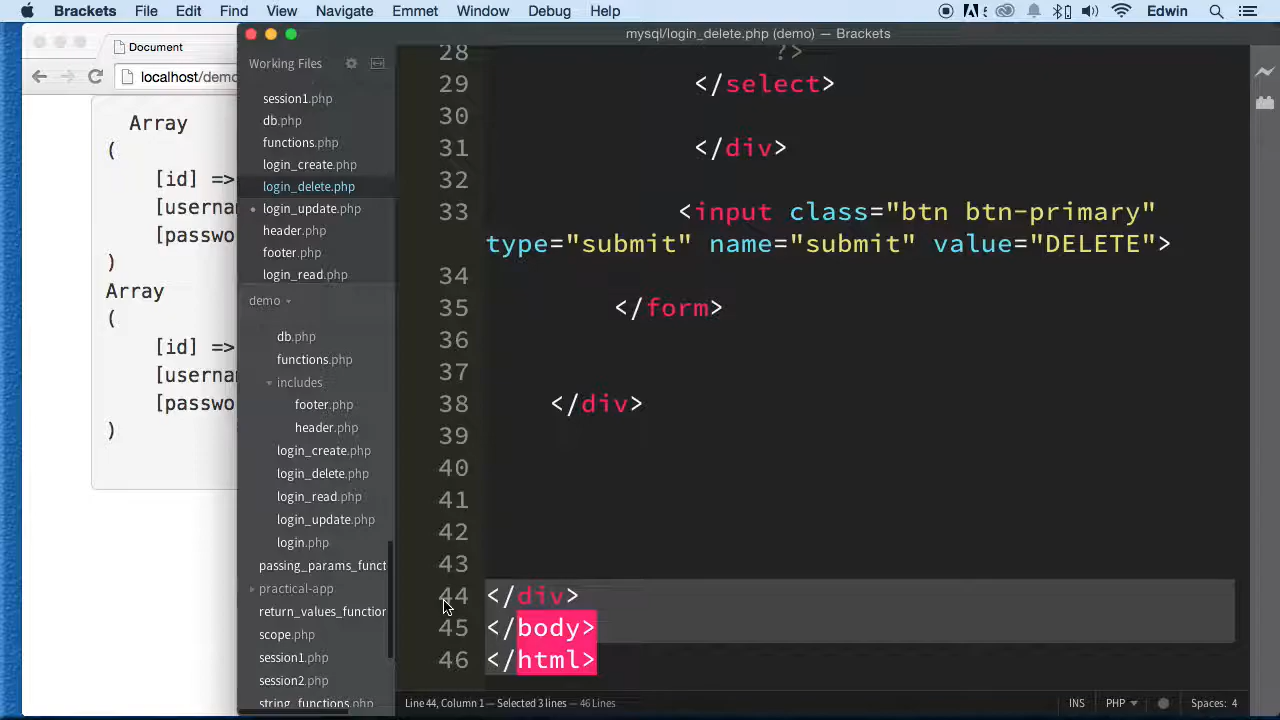 Brackets File Edit Find View Navigate Emmet Window Debug Help Edwin
mysql/login_delete.php (demo) — Brackets
Document
localhost/demo
Array
(
[id] =>
[userna
[passwo
)
Array
(
[id] =>
[userna
[passwo
)
Working Files
session1.php
db.php
functions.php
login_create.php
login_delete.php
login_update.php
header.php
footer.php
login_read.php
demo
db.php
functions.php
includes
footer.php
header.php
login_create.php
login_delete.php
login_read.php
login_update.php
login.php
passing_params_funct
practical-app
return_values_function
scope.php
session1.php
session2.php
string_functions.php
28 ?>
29 </select>
30
31 </div>
32
33 <input class="btn btn-primary"
type="submit" name="submit" value="DELETE">
34
35 </form>
36
37
38 </div>
39
40
41
42
43
44 </div>
45 </body>
46 </html>
Line 44, Column 1 — Selected 3 lines — 46 Lines
INS PHP Spaces: 4